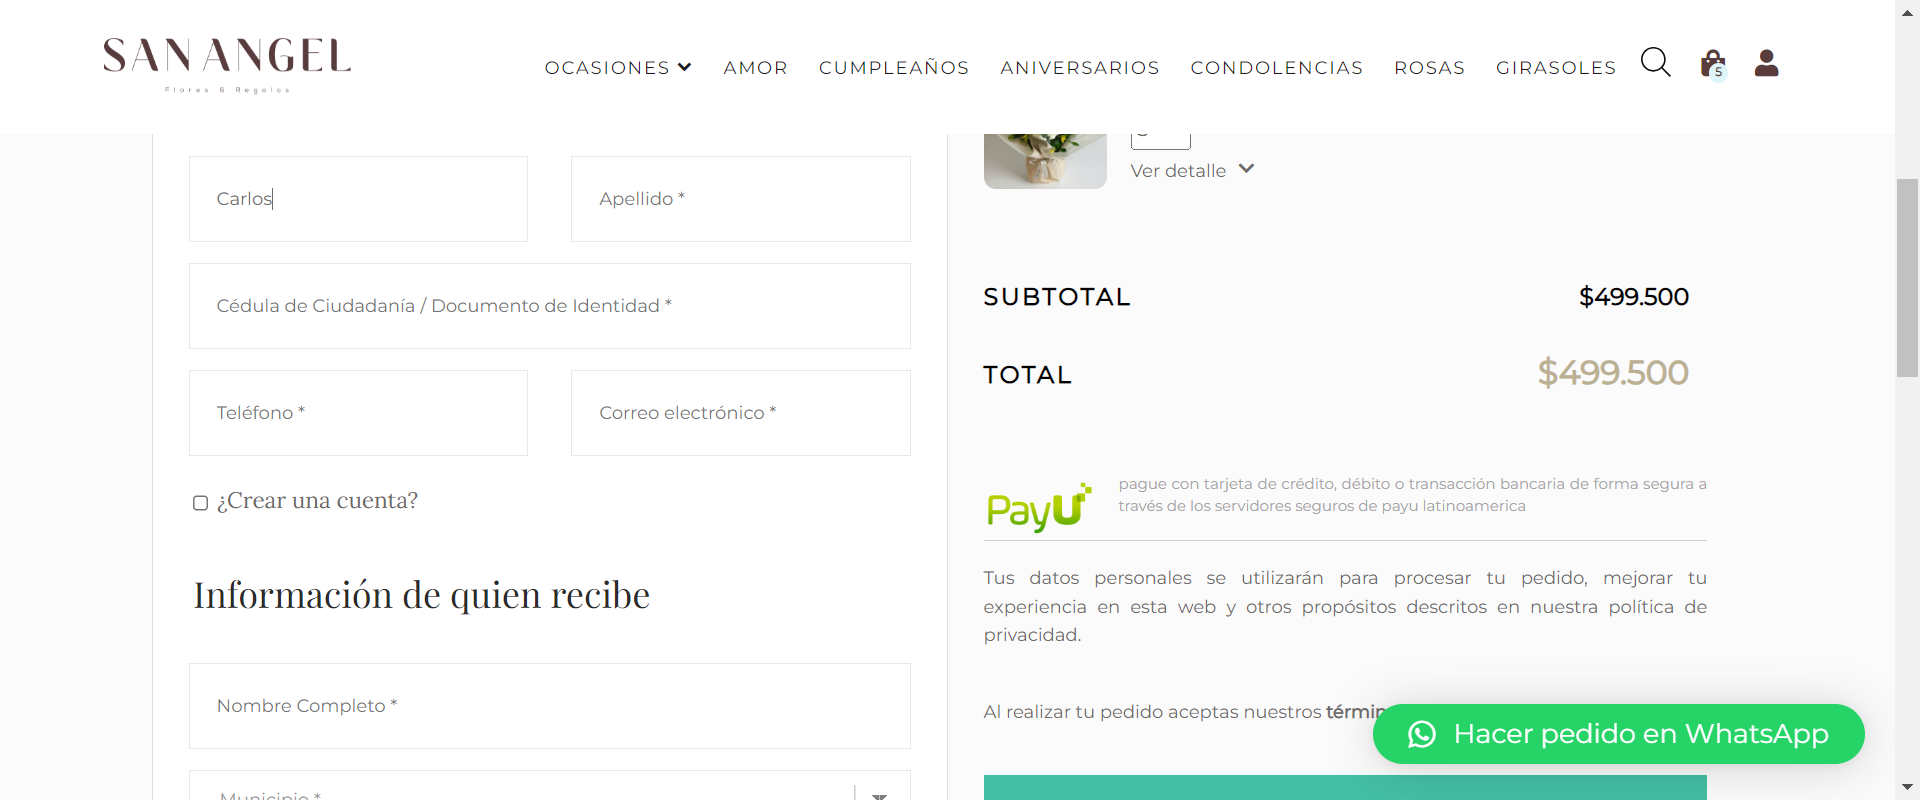 SAN ANGEL
Flores & Regalos
OCASIONES
AMOR
CUMPLEAÑOS
ANIVERSARIOS
CONDOLENCIAS
ROSAS
GIRASOLES
5
Carlos
Apellido *
Cédula de Ciudadanía / Documento de Identidad *
Teléfono *
Correo electrónico *
¿Crear una cuenta?
Información de quien recibe
Nombre Completo *
Municipio *
Ver detalle
SUBTOTAL $499.500
TOTAL $499.500
PayU
pague con tarjeta de crédito, débito o transacción bancaria de forma segura a
través de los servidores seguros de payu latinoamerica
Tus datos personales se utilizarán para procesar tu pedido, mejorar tu
experiencia en esta web y otros propósitos descritos en nuestra política de
privacidad.
Al realizar tu pedido aceptas nuestros
Hacer pedido en WhatsApp